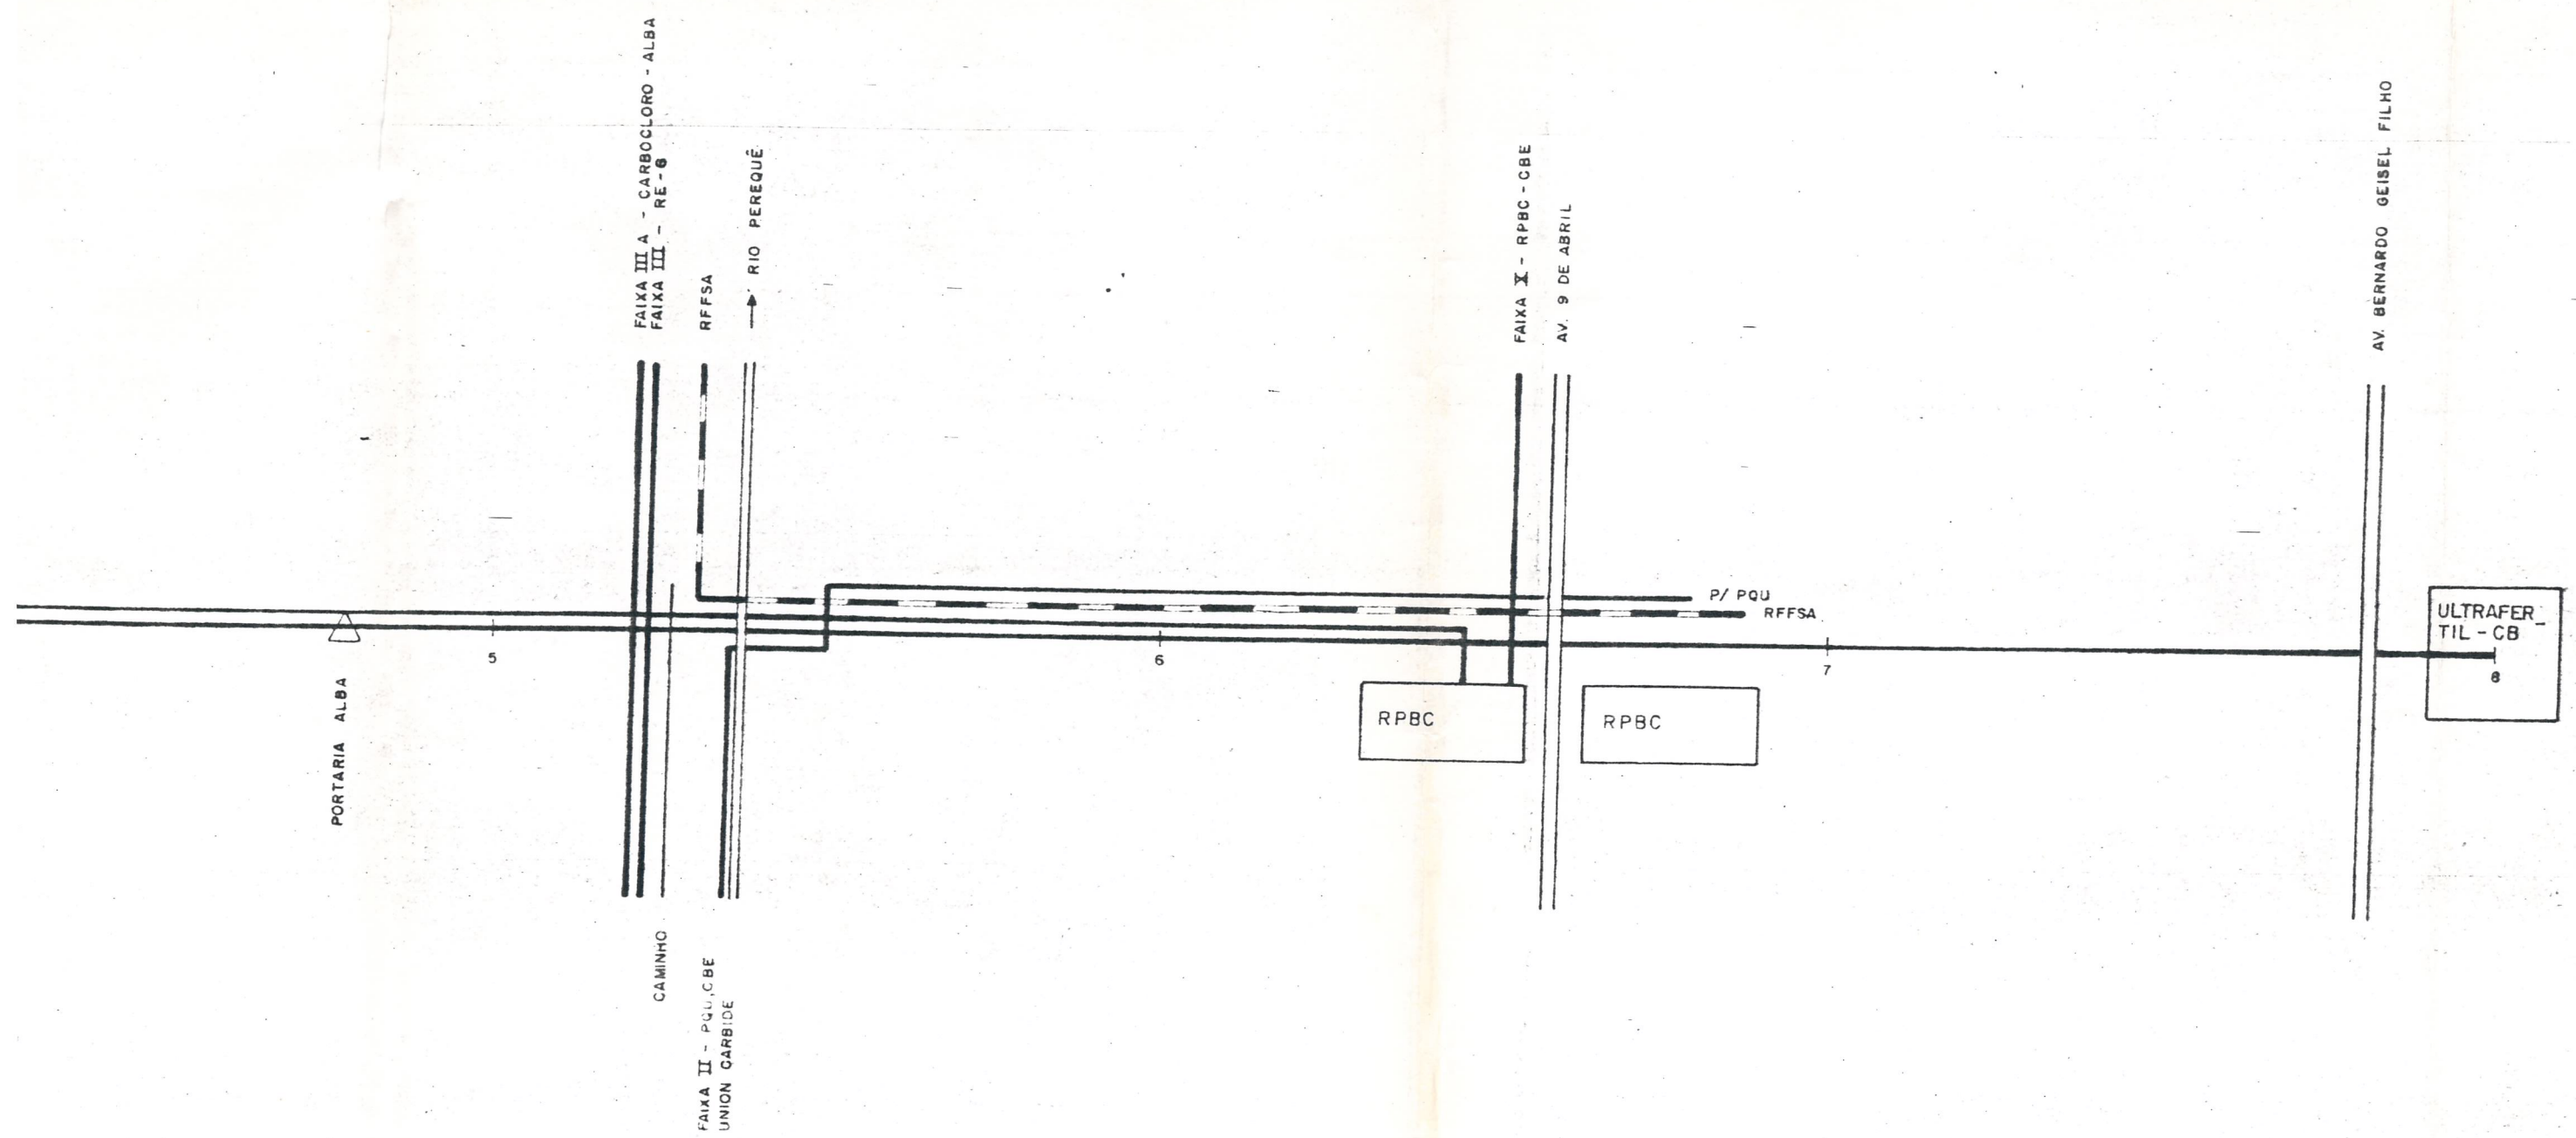 FAIXA III A - CARBOCLORO - ALBA
FAIXA III - RE-6
RFFSA
RIO PEREQUÊ
FAIXA X - RPBC - CBE
AV. 9 DE ABRIL
AV. BERNARDO GEISEL FILHO
P/ PQU
RFFSA
ULTRAFER_
TIL - CB
5
6
7
8
RPBC
RPBC
PORTARIA ALBA
CAMINHO
FAIXA II - PQU, CBE
UNION CARBIDE